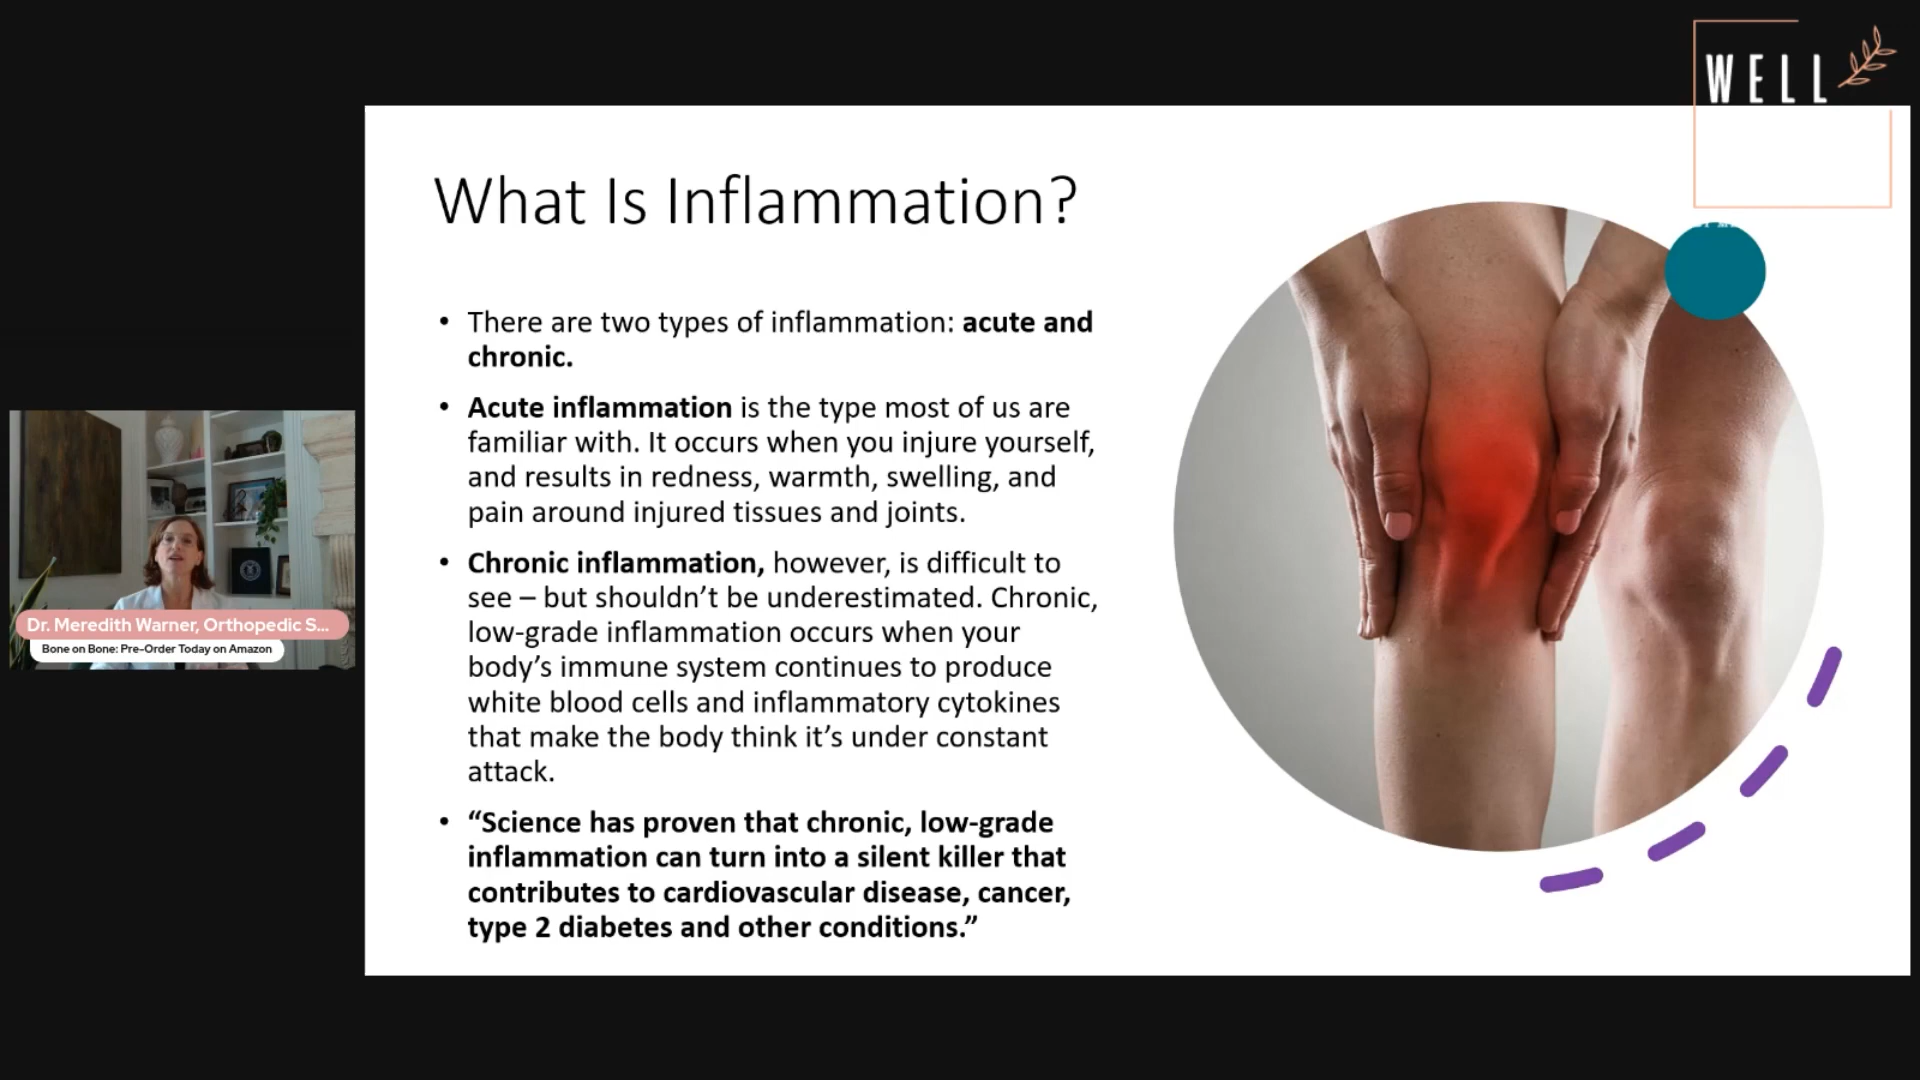 WELL
What Is Inflammation?
• There are two types of inflammation: acute and
chronic.
• Acute inflammation is the type most of us are
familiar with. It occurs when you injure yourself,
and results in redness, warmth, swelling, and
pain around injured tissues and joints.
• Chronic inflammation, however, is difficult to
see – but shouldn’t be underestimated. Chronic,
low-grade inflammation occurs when your
body’s immune system continues to produce
white blood cells and inflammatory cytokines
that make the body think it’s under constant
attack.
• “Science has proven that chronic, low-grade
inflammation can turn into a silent killer that
contributes to cardiovascular disease, cancer,
type 2 diabetes and other conditions.”
Dr. Meredith Warner, Orthopedic S...
Bone on Bone: Pre-Order Today on Amazon